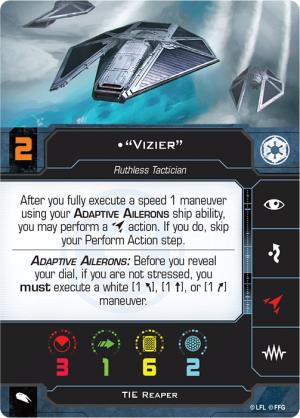 2
•“Vizier”
Ruthless Tactician
After you fully execute a speed 1 maneuver
using your Adaptive Ailerons ship ability,
you may perform a action. If you do, skip
your Perform Action step.
Adaptive Ailerons: Before you reveal
your dial, if you are not stressed, you
must execute a white [1 ↰], [1 ↑], or [1 ↱]
maneuver.
3 1 6 2
TIE Reaper
© LFL © FFG